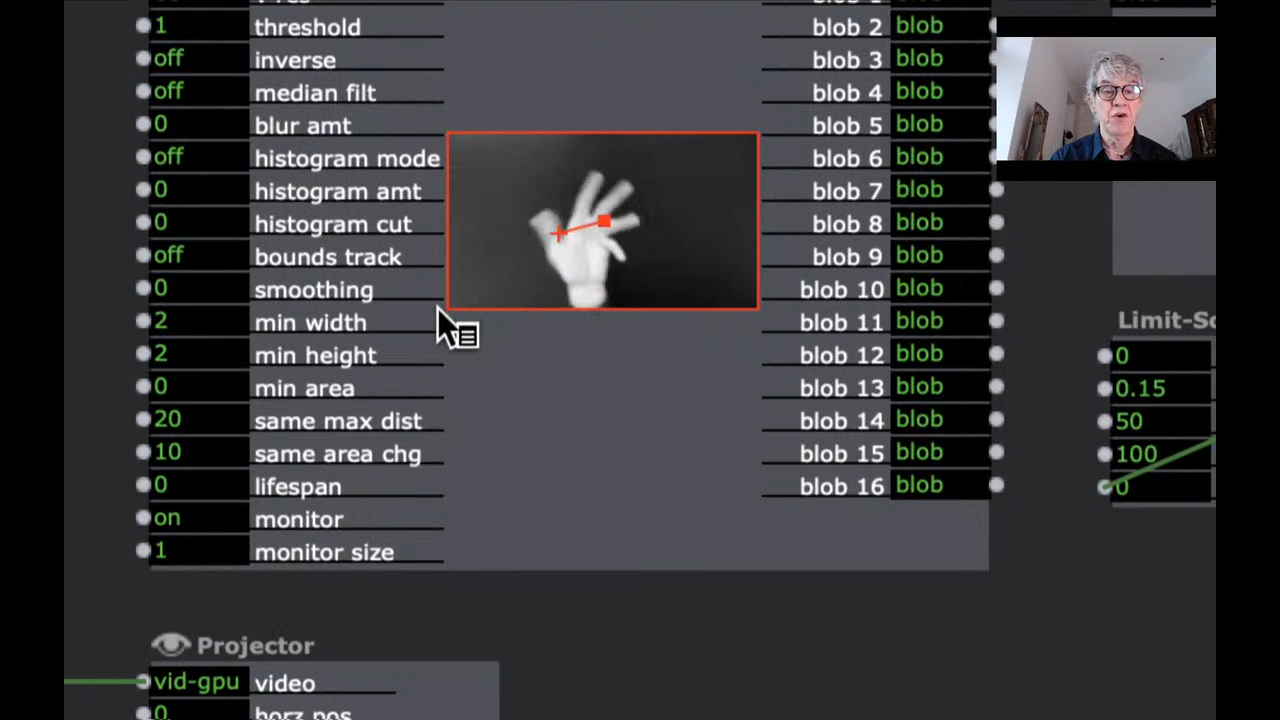 1 threshold
off inverse
off median filt
0 blur amt
off histogram mode
0 histogram amt
0 histogram cut
off bounds track
0 smoothing
2 min width
2 min height
0 min area
20 same max dist
10 same area chg
0 lifespan
on monitor
1 monitor size
blob 2 blob
blob 3 blob
blob 4 blob
blob 5 blob
blob 6 blob
blob 7 blob
blob 8 blob
blob 9 blob
blob 10 blob
blob 11 blob
blob 12 blob
blob 13 blob
blob 14 blob
blob 15 blob
blob 16 blob
0
0.15
50
100
0
Projector
vid-gpu video
0 horz pos